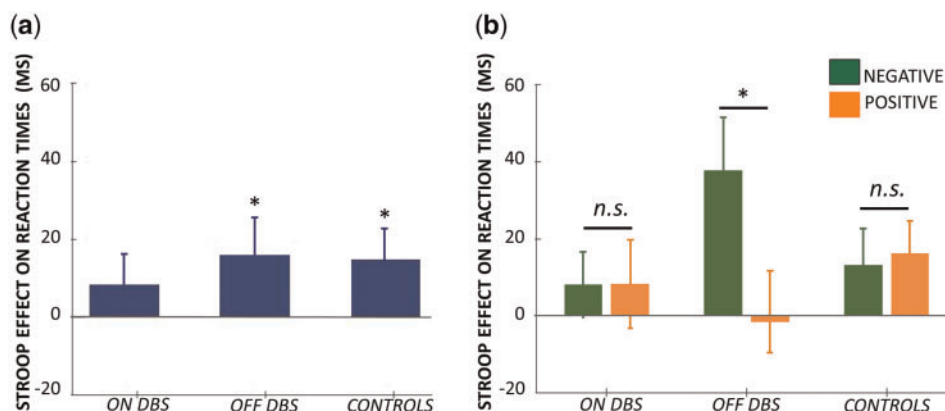 (a)
STROOP EFFECT ON REACTION TIMES (MS)
60
40
20
0
-20
*
*
ON DBS
OFF DBS
CONTROLS
(b)
STROOP EFFECT ON REACTION TIMES (MS)
60
40
20
0
-20
NEGATIVE
POSITIVE
n.s.
*
n.s.
ON DBS
OFF DBS
CONTROLS